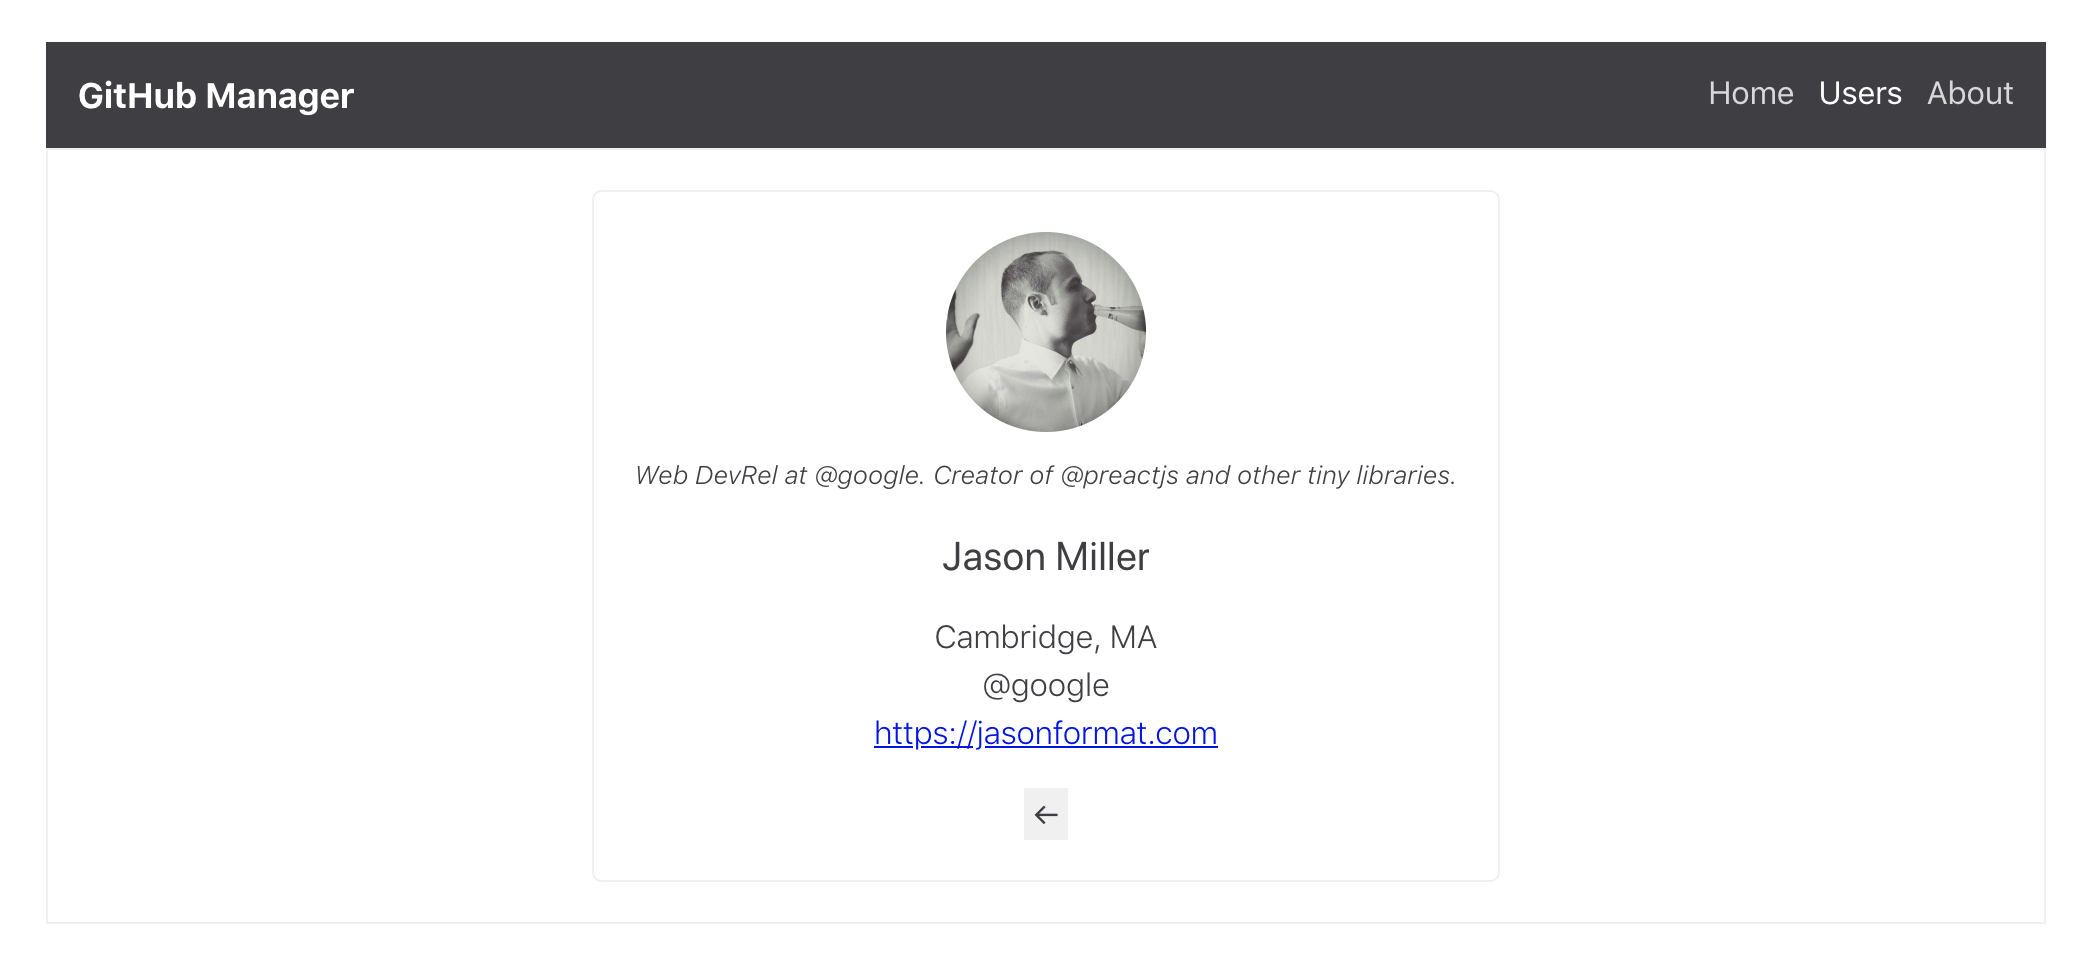 GitHub Manager
Home Users About
Web DevRel at @google. Creator of @preactjs and other tiny libraries.
Jason Miller
Cambridge, MA
@google
https://jasonformat.com
←